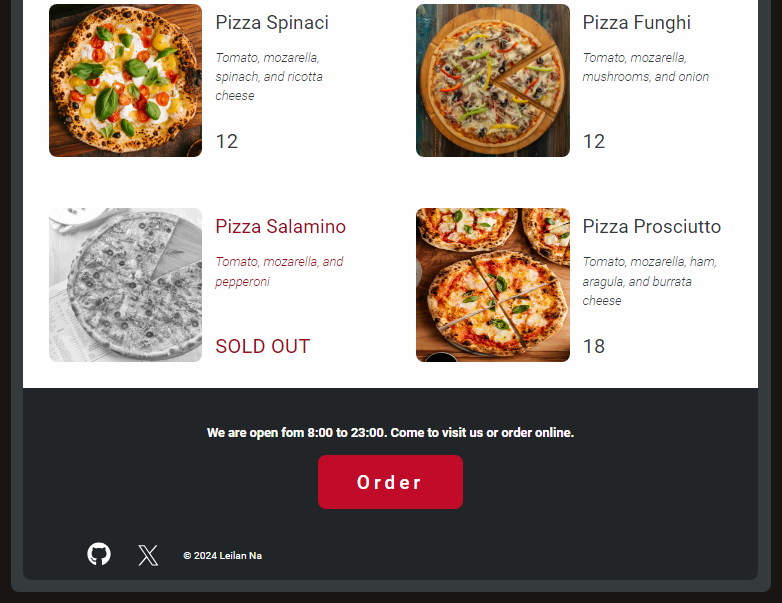 Pizza Spinaci
Tomato, mozarella,
spinach, and ricotta
cheese
12
Pizza Funghi
Tomato, mozarella,
mushrooms, and onion
12
Pizza Salamino
Tomato, mozarella, and
pepperoni
SOLD OUT
Pizza Prosciutto
Tomato, mozarella, ham,
aragula, and burrata
cheese
18
We are open fom 8:00 to 23:00. Come to visit us or order online.
Order
© 2024 Leilan Na